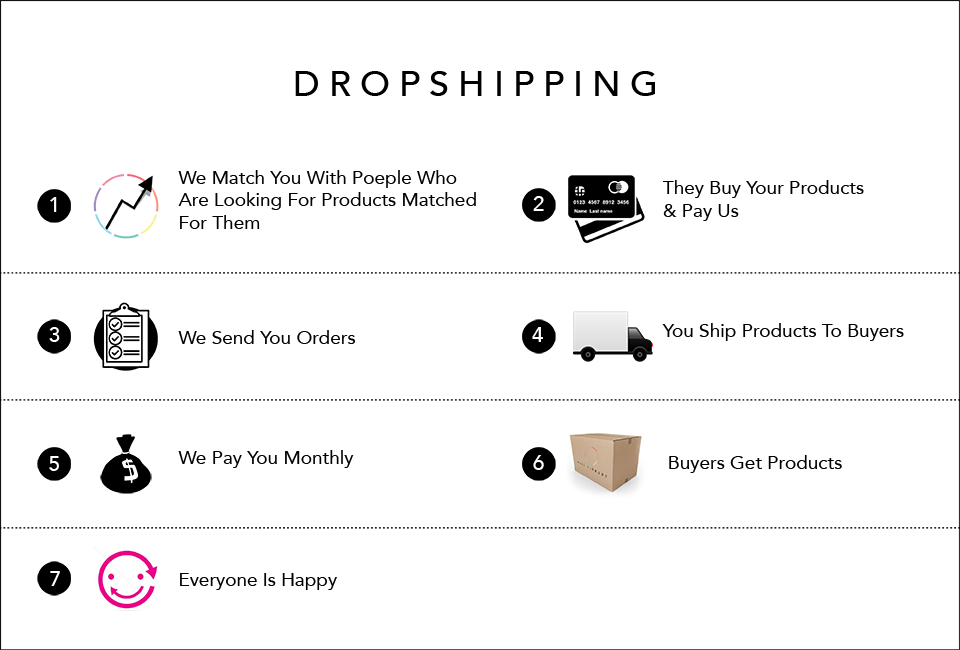 DROPSHIPPING
1
We Match You With Poeple Who
Are Looking For Products Matched
For Them
2
0123 4567 8912 3456
Name Last name
They Buy Your Products
& Pay Us
3
We Send You Orders
4
You Ship Products To Buyers
5
$
We Pay You Monthly
6
Buyers Get Products
7
Everyone Is Happy